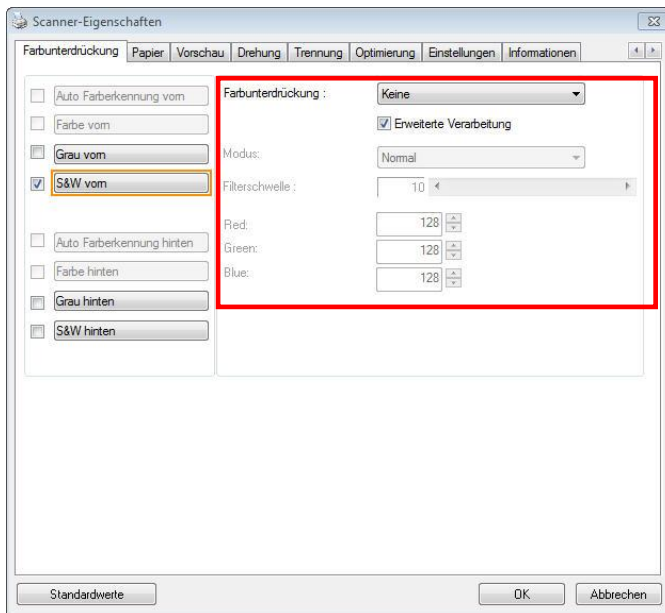 Scanner-Eigenschaften
Farbunterdrückung Papier Vorschau Drehung Trennung Optimierung Einstellungen Informationen
Auto Farberkennung vorn
Farbe vorn
Grau vorn
S&W vorn
Auto Farberkennung hinten
Farbe hinten
Grau hinten
S&W hinten
Farbunterdrückung : Keine
Erweiterte Verarbeitung
Modus: Normal
Filterschwelle : 10
Red: 128
Green: 128
Blue: 128
Standardwerte OK Abbrechen